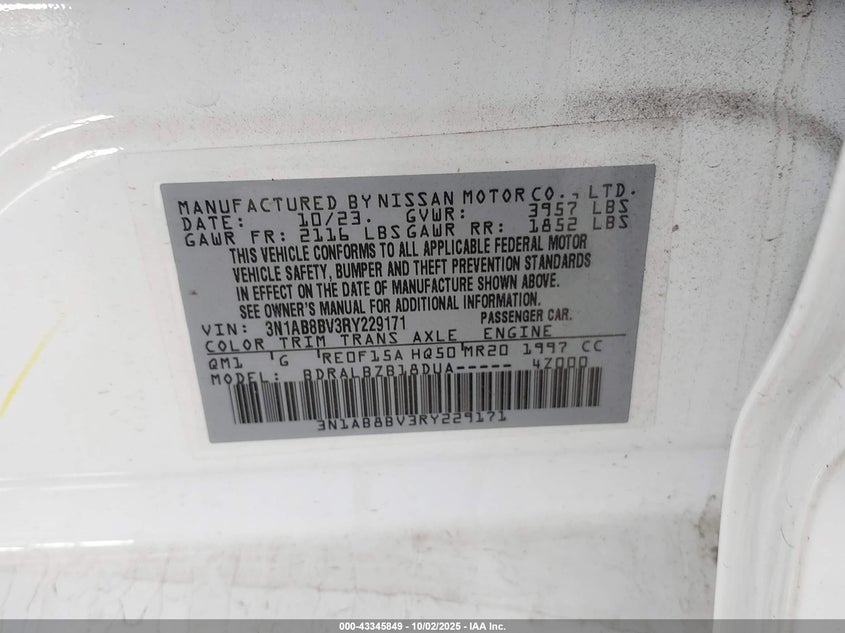 MANUFACTURED BY NISSAN MOTOR CO., LTD.
DATE: 10/23. GVWR: 3957 LBS
GAWR FR: 2116 LBS GAWR RR: 1852 LBS
THIS VEHICLE CONFORMS TO ALL APPLICABLE FEDERAL MOTOR
VEHICLE SAFETY, BUMPER AND THEFT PREVENTION STANDARDS
IN EFFECT ON THE DATE OF MANUFACTURE SHOWN ABOVE.
SEE OWNER'S MANUAL FOR ADDITIONAL INFORMATION.
VIN: 3N1AB8BV3RY229171 PASSENGER CAR.
COLOR TRIM TRANS AXLE ENGINE
QM1 G RE0F15A HQ50 MR20 1997 CC
MODEL: BDRALBZB18DUA----- 4Z000
3N1AB8BV3RY229171
000-43345849 - 10/02/2025 - IAA Inc.